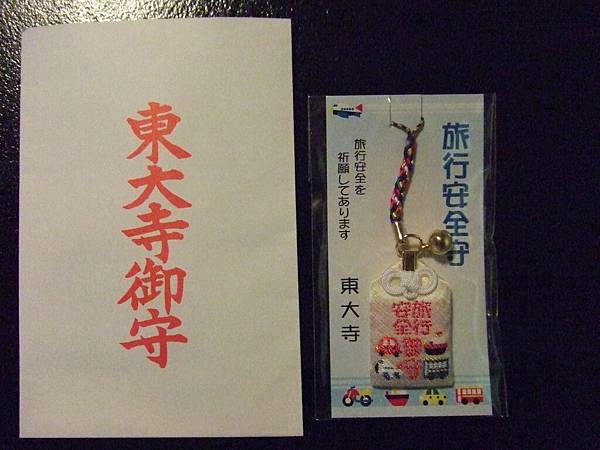 東大寺御守
旅行安全守
旅行安全を
祈願してあります
東大寺
旅行
安全
御守